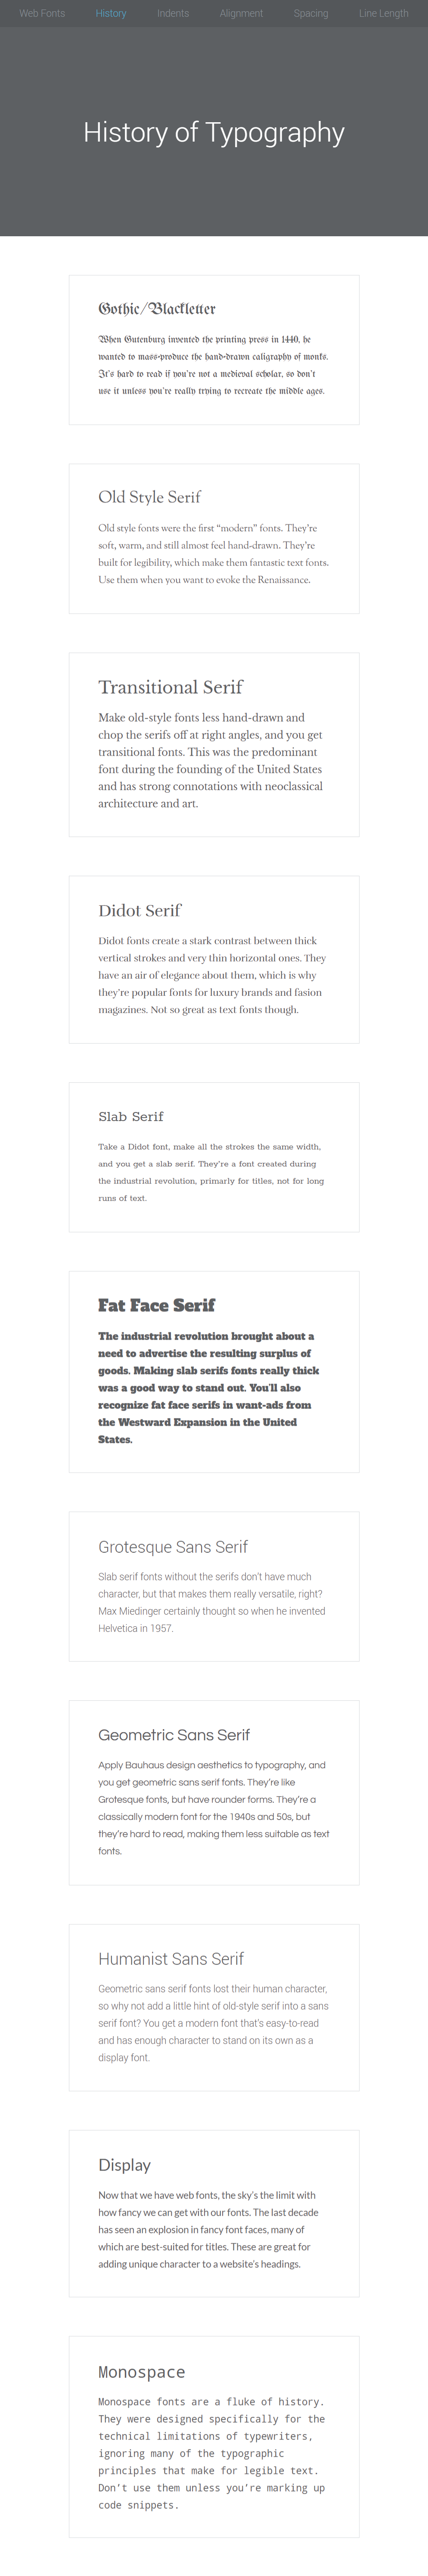 Web Fonts History Indents Alignment Spacing Line Length
History of Typography
Gothic/Blackletter
When Gutenburg invented the printing press in 1440, he
wanted to mass-produce the hand-drawn caligraphy of monks.
It's hard to read if you're not a medieval scholar, so don't
use it unless you're really trying to recreate the middle ages.
Old Style Serif
Old style fonts were the first “modern” fonts. They’re
soft, warm, and still almost feel hand-drawn. They’re
built for legibility, which make them fantastic text fonts.
Use them when you want to evoke the Renaissance.
Transitional Serif
Make old-style fonts less hand-drawn and
chop the serifs off at right angles, and you get
transitional fonts. This was the predominant
font during the founding of the United States
and has strong connotations with neoclassical
architecture and art.
Didot Serif
Didot fonts create a stark contrast between thick
vertical strokes and very thin horizontal ones. They
have an air of elegance about them, which is why
they’re popular fonts for luxury brands and fasion
magazines. Not so great as text fonts though.
Slab Serif
Take a Didot font, make all the strokes the same width,
and you get a slab serif. They’re a font created during
the industrial revolution, primarly for titles, not for long
runs of text.
Fat Face Serif
The industrial revolution brought about a
need to advertise the resulting surplus of
goods. Making slab serifs fonts really thick
was a good way to stand out. You'll also
recognize fat face serifs in want-ads from
the Westward Expansion in the United
States.
Grotesque Sans Serif
Slab serif fonts without the serifs don’t have much
character, but that makes them really versatile, right?
Max Miedinger certainly thought so when he invented
Helvetica in 1957.
Geometric Sans Serif
Apply Bauhaus design aesthetics to typography, and
you get geometric sans serif fonts. They’re like
Grotesque fonts, but have rounder forms. They’re a
classically modern font for the 1940s and 50s, but
they’re hard to read, making them less suitable as text
fonts.
Humanist Sans Serif
Geometric sans serif fonts lost their human character,
so why not add a little hint of old-style serif into a sans
serif font? You get a modern font that’s easy-to-read
and has enough character to stand on its own as a
display font.
Display
Now that we have web fonts, the sky’s the limit with
how fancy we can get with our fonts. The last decade
has seen an explosion in fancy font faces, many of
which are best-suited for titles. These are great for
adding unique character to a website’s headings.
Monospace
Monospace fonts are a fluke of history.
They were designed specifically for the
technical limitations of typewriters,
ignoring many of the typographic
principles that make for legible text.
Don’t use them unless you’re marking up
code snippets.